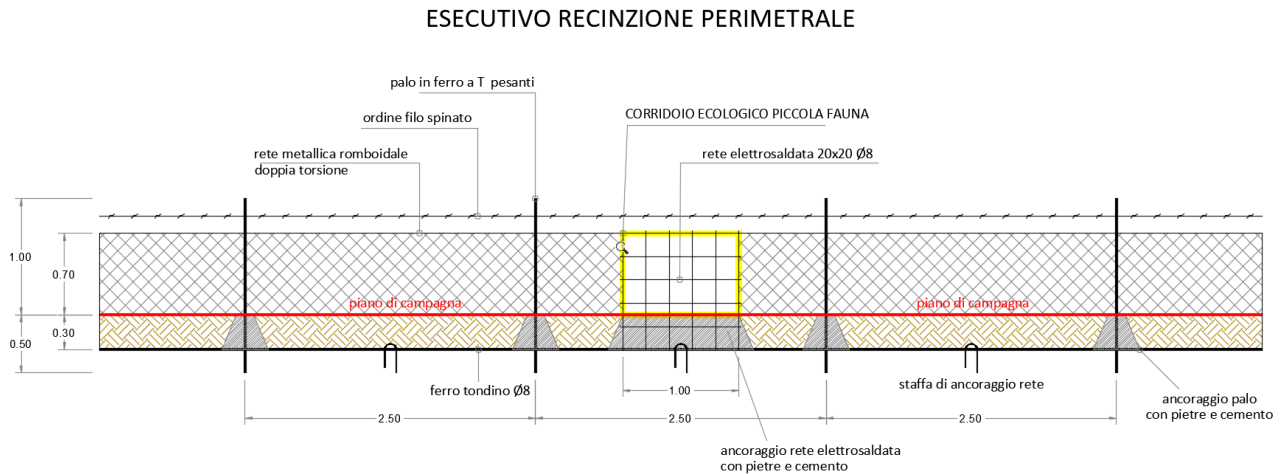 ESECUTIVO RECINZIONE PERIMETRALE
palo in ferro a T pesanti
ordine filo spinato
CORRIDOIO ECOLOGICO PICCOLA FAUNA
rete metallica romboidale
doppia torsione
rete elettrosaldata 20x20 Ø8
1.00
0.70
piano di campagna
piano di campagna
0.30
0.50
ferro tondino Ø8
1.00
staffa di ancoraggio rete
ancoraggio palo
con pietre e cemento
2.50
2.50
2.50
ancoraggio rete elettrosaldata
con pietre e cemento